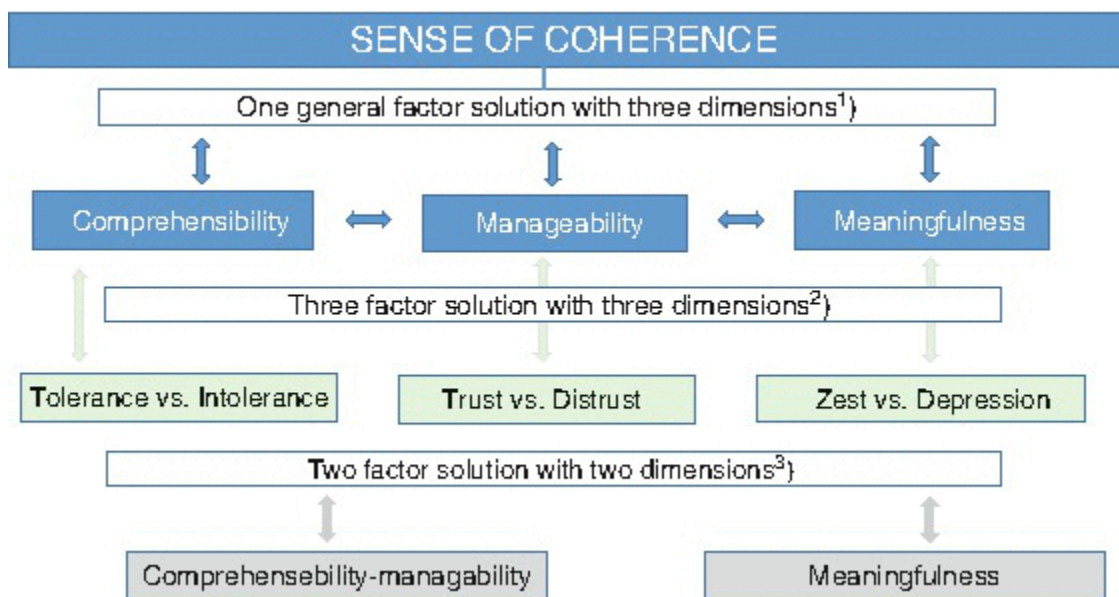 SENSE OF COHERENCE
One general factor solution with three dimensions¹)
Comprehensibility
Manageability
Meaningfulness
Three factor solution with three dimensions²)
Tolerance vs. Intolerance
Trust vs. Distrust
Zest vs. Depression
Two factor solution with two dimensions³)
Comprehensebility-managability
Meaningfulness